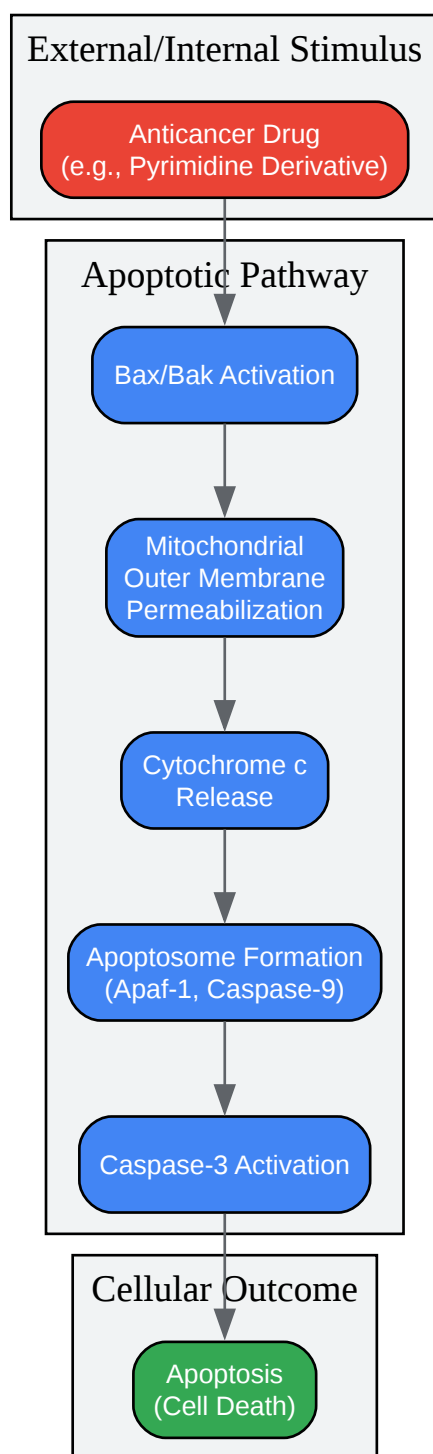 External/Internal Stimulus
Anticancer Drug
(e.g., Pyrimidine Derivative)
Apoptotic Pathway
Bax/Bak Activation
Mitochondrial
Outer Membrane
Permeabilization
Cytochrome c
Release
Apoptosome Formation
(Apaf-1, Caspase-9)
Caspase-3 Activation
Cellular Outcome
Apoptosis
(Cell Death)